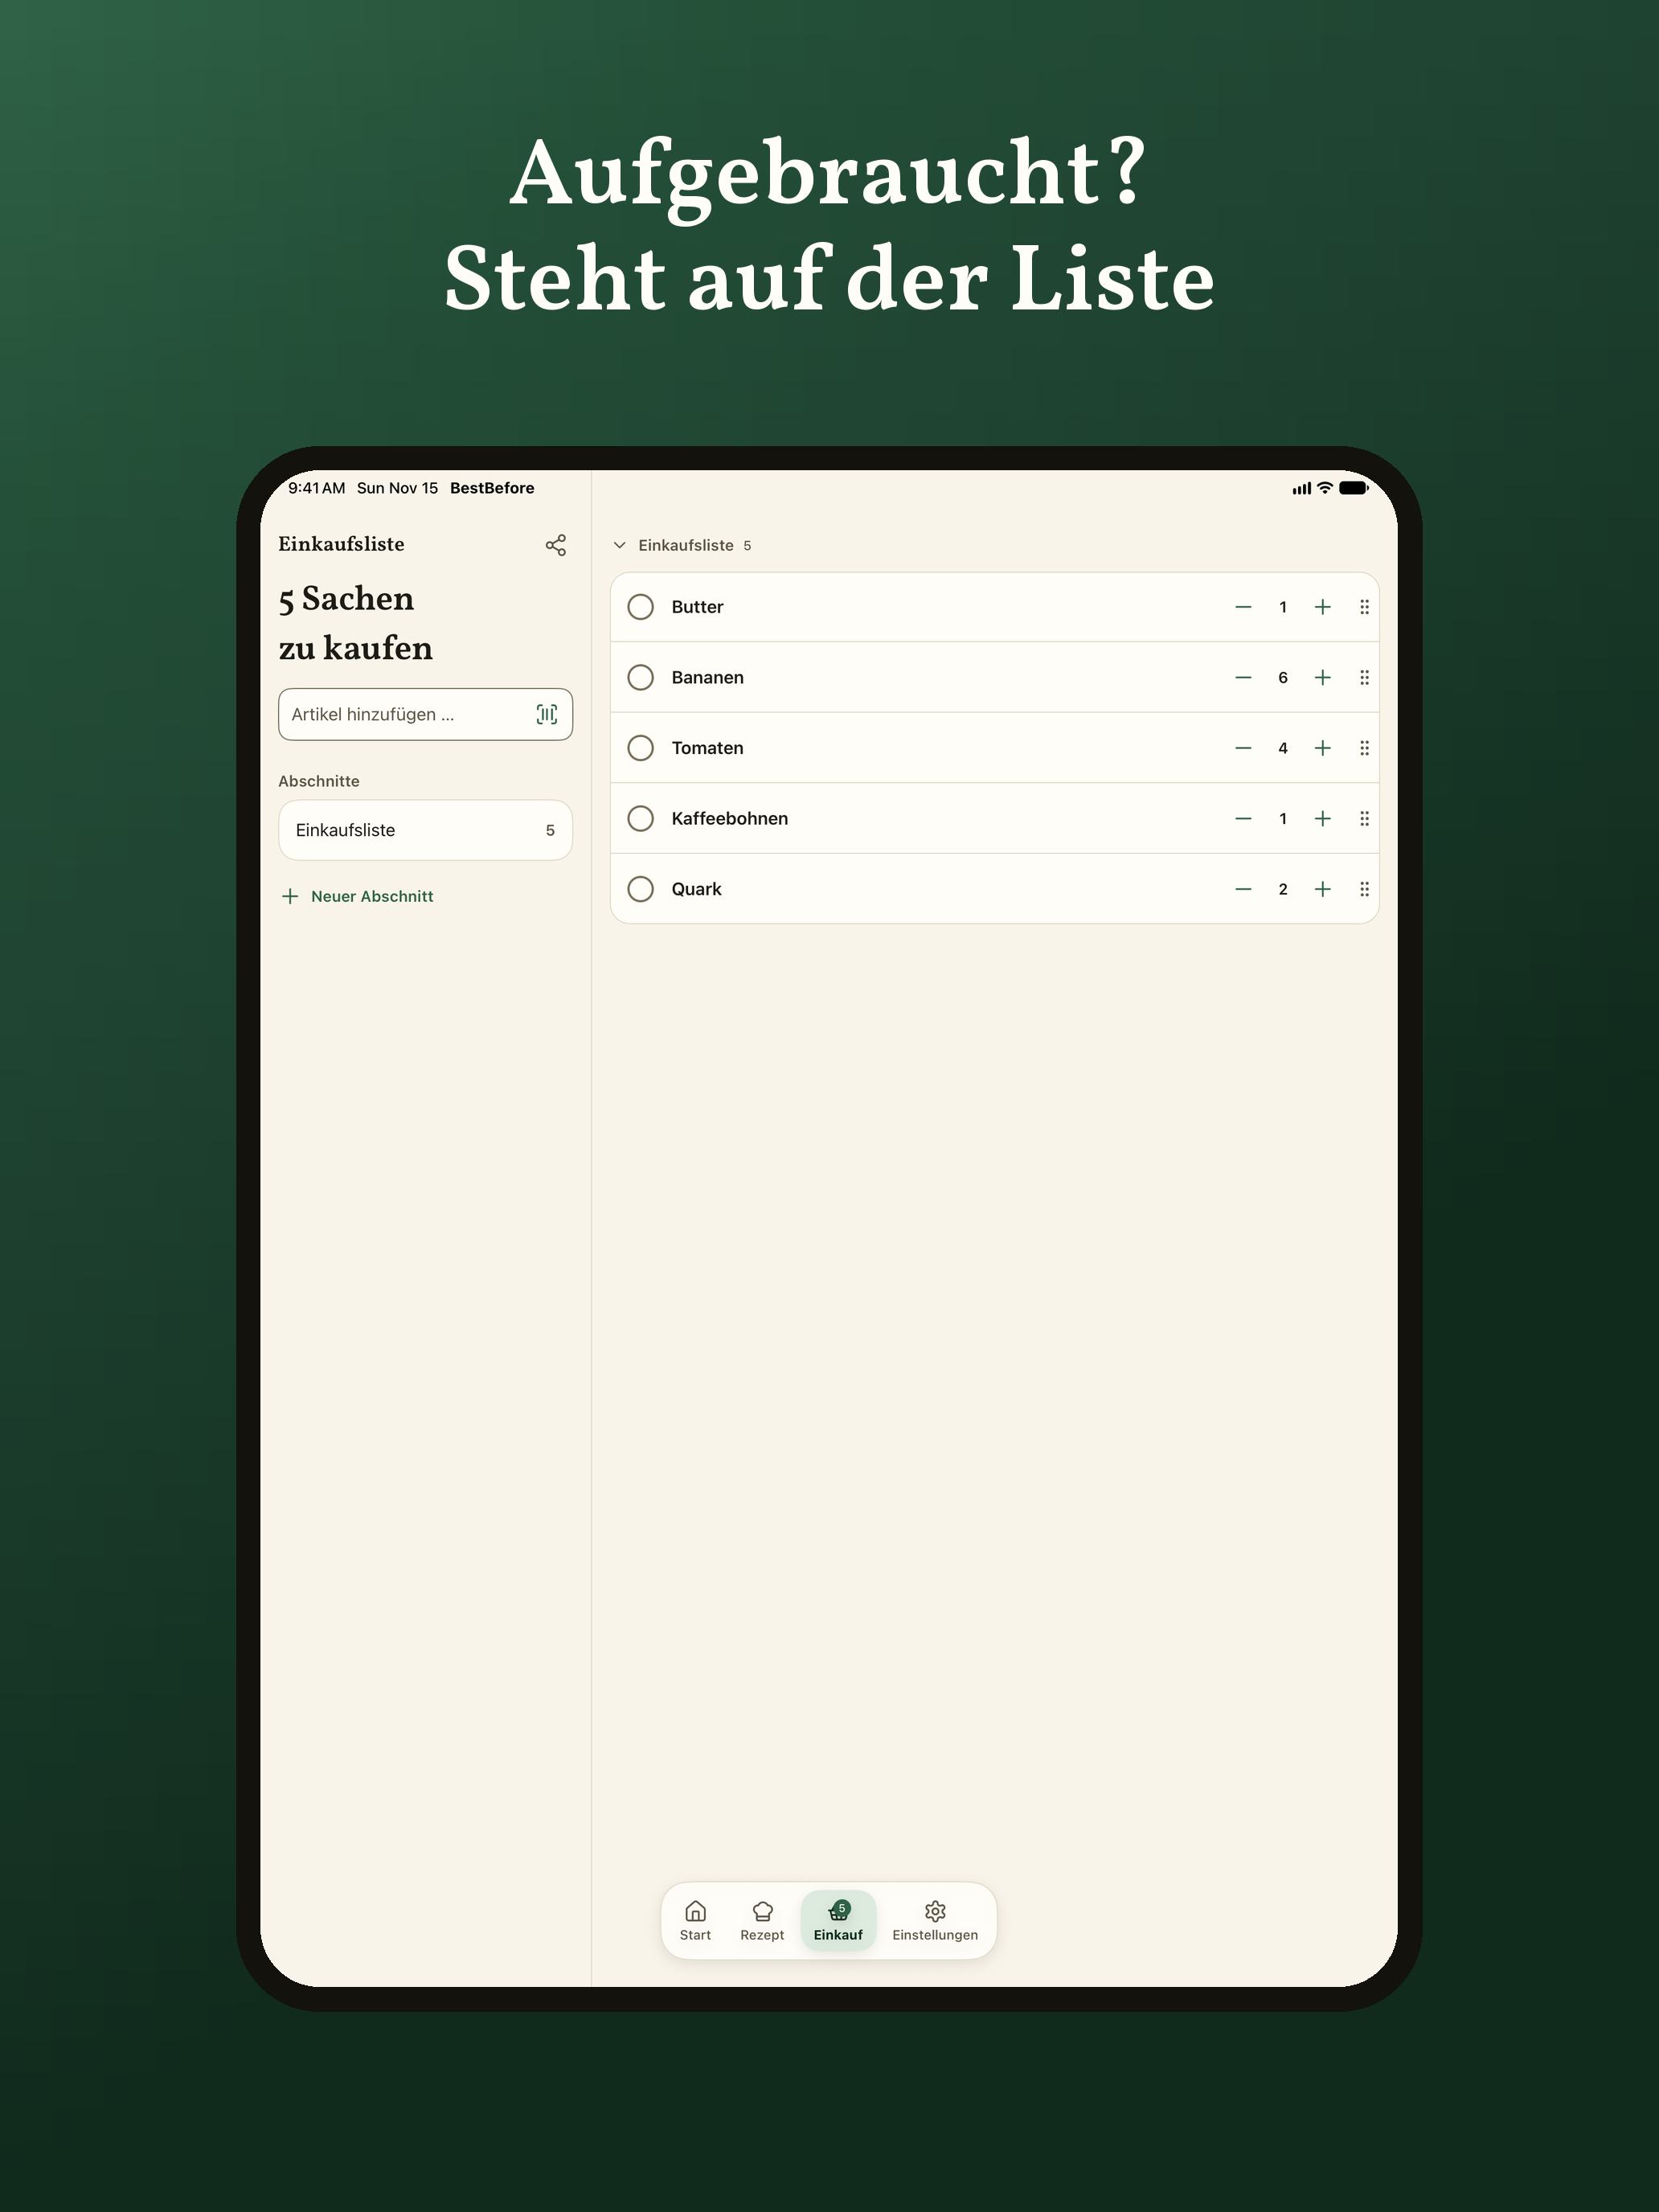 Aufgebraucht?
Steht auf der Liste
9:41 AM Sun Nov 15 BestBefore
Einkaufsliste
5 Sachen
zu kaufen
Artikel hinzufügen ...
Abschnitte
Einkaufsliste 5
Neuer Abschnitt
Einkaufsliste 5
Butter 1
Bananen 6
Tomaten 4
Kaffeebohnen 1
Quark 2
5
Start Rezept Einkauf Einstellungen